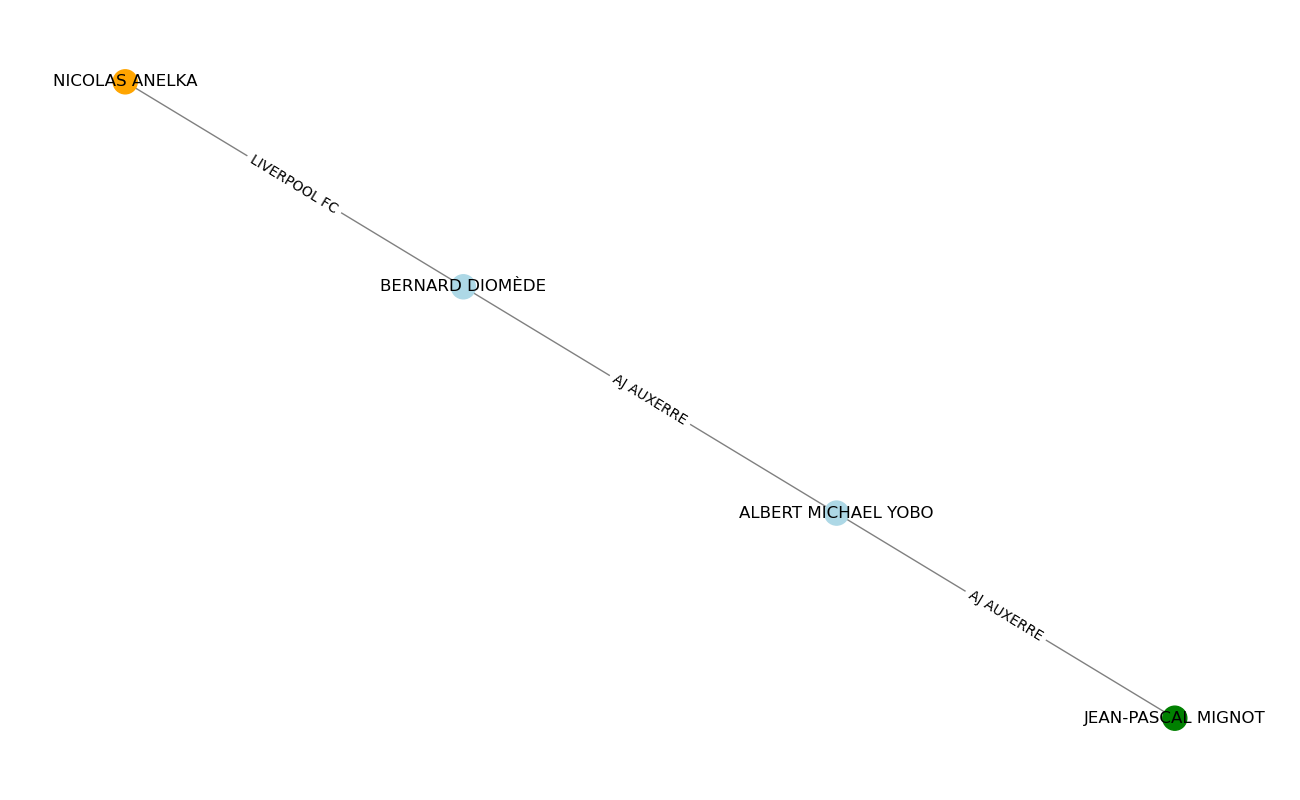 NICOLAS ANELKA
LIVERPOOL FC
BERNARD DIOMÈDE
AJ AUXERRE
ALBERT MICHAEL YOBO
AJ AUXERRE
JEAN-PASCAL MIGNOT